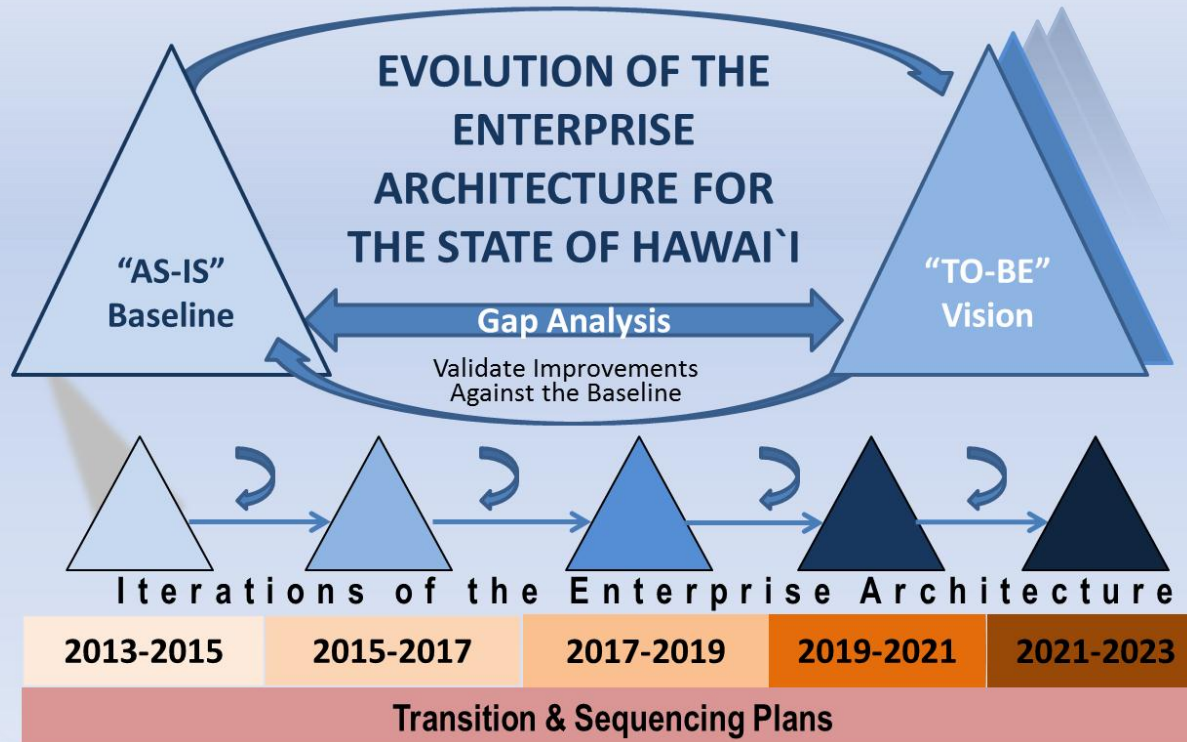 EVOLUTION OF THE
ENTERPRISE
ARCHITECTURE FOR
THE STATE OF HAWAI`I
“AS-IS”
Baseline
“TO-BE”
Vision
Gap Analysis
Validate Improvements
Against the Baseline
Iterations of the Enterprise Architecture
2013-2015 2015-2017 2017-2019 2019-2021 2021-2023
Transition & Sequencing Plans